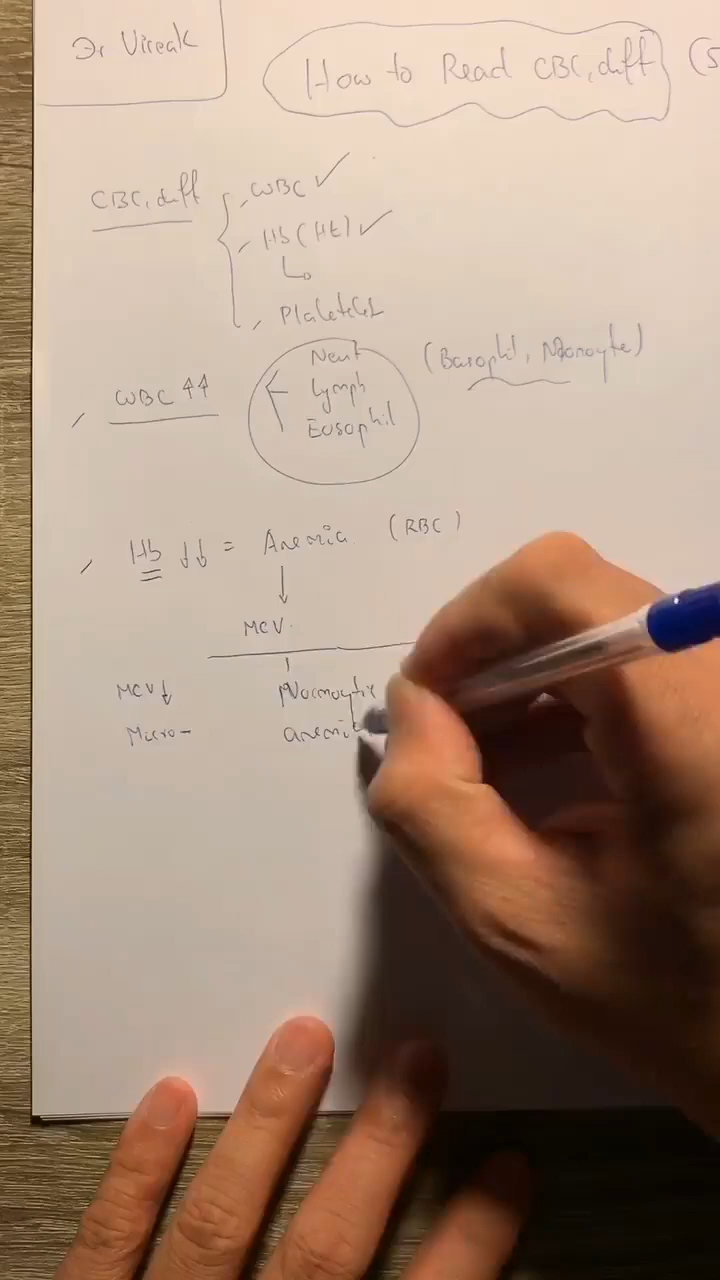 Dr Vireak
How to Read CBC, diff (5
CBC, diff
WBC ✓
Hb (Ht) ✓
Platelet
WBC ↑↑
Neut
Lymph
Eosophil
(Basophil, Monocyte)
Hb ↓↓ = Anemia (RBC)
MCV
MCV ↓
Micro-
Normocytic
anemia